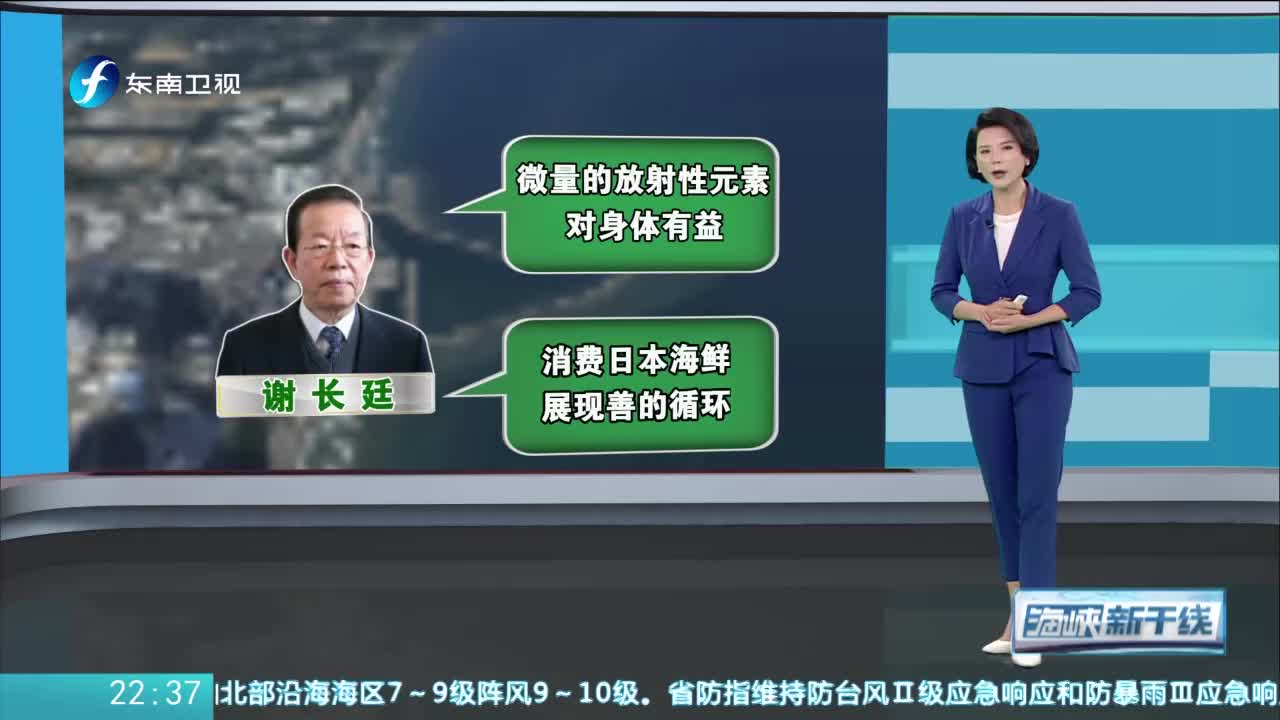 东南卫视
微量的放射性元素
对身体有益
消费日本海鲜
展现善的循环
谢长廷
海峡新干线
22:37
北部沿海海区7～9级阵风9～10级。省防指维持防台风Ⅱ级应急响应和防暴雨Ⅲ应急响